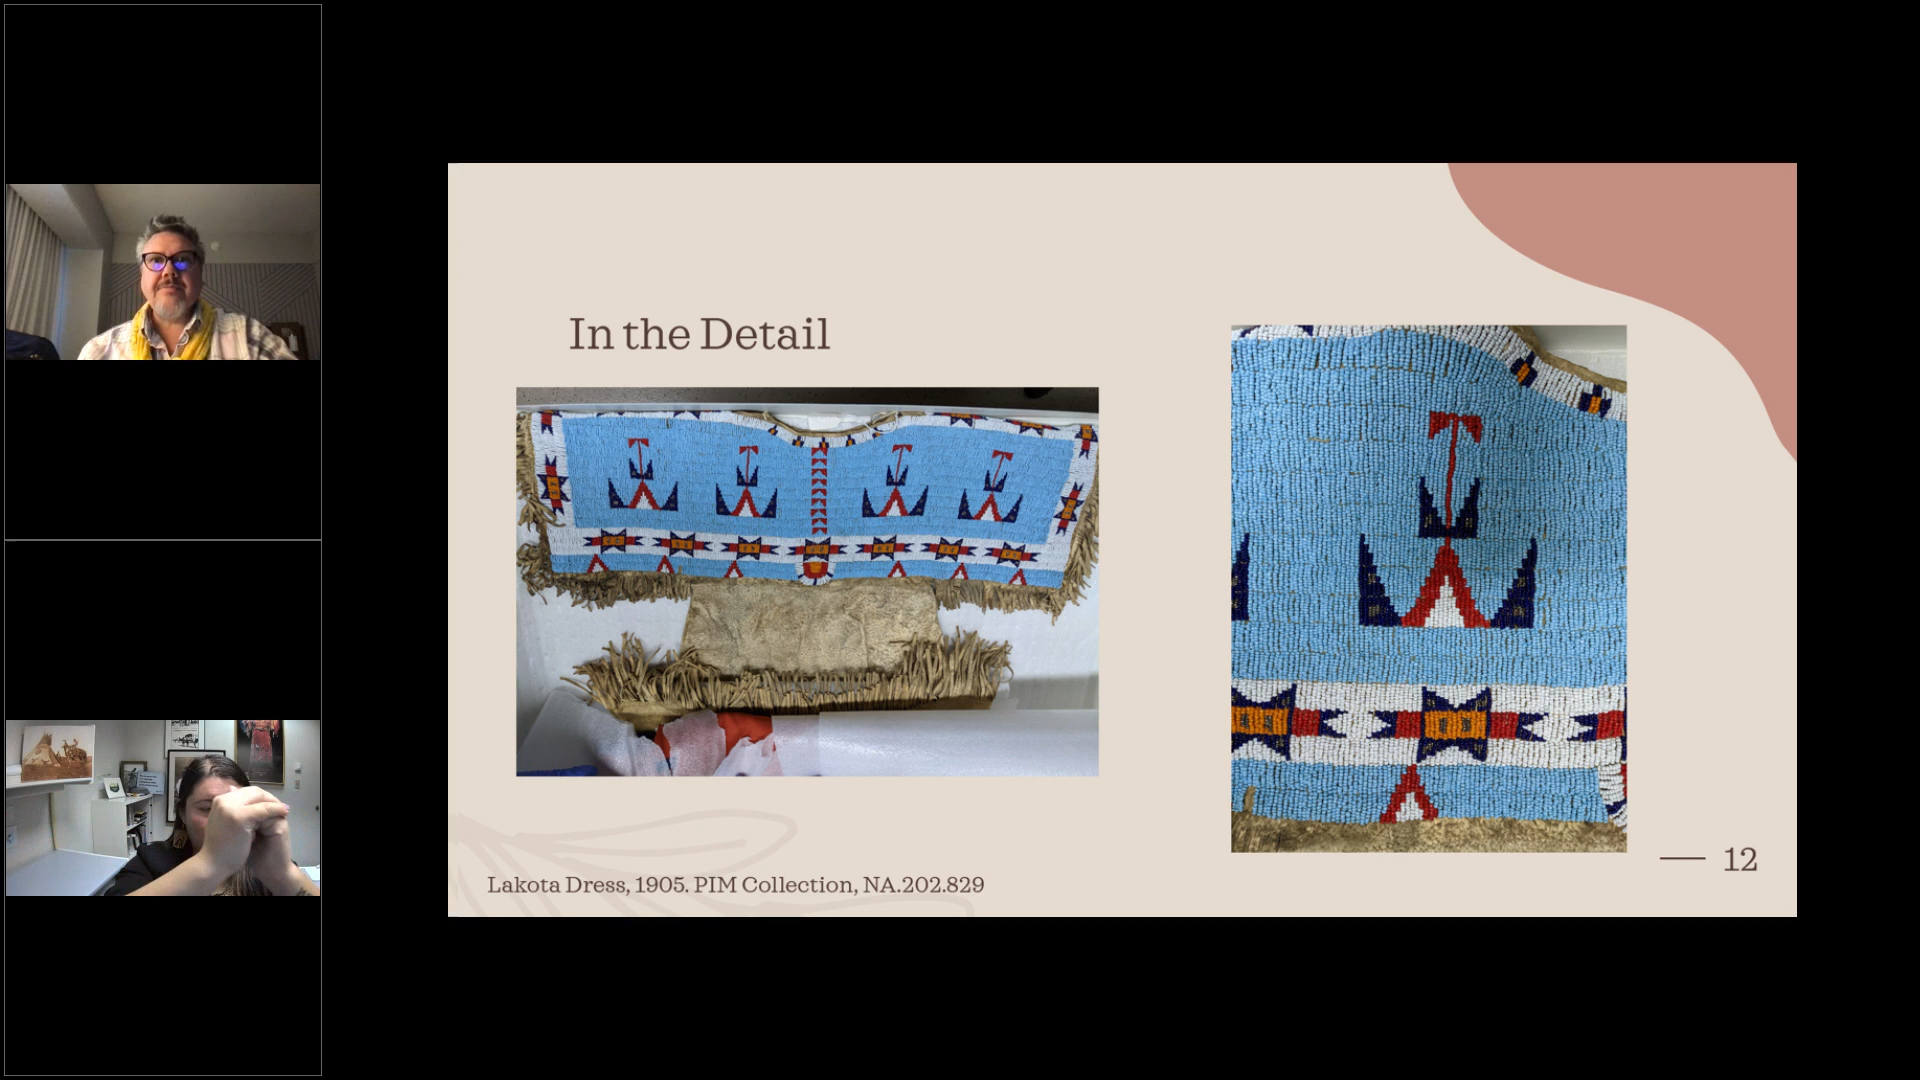 In the Detail
Lakota Dress, 1905. PIM Collection, NA.202.829
12